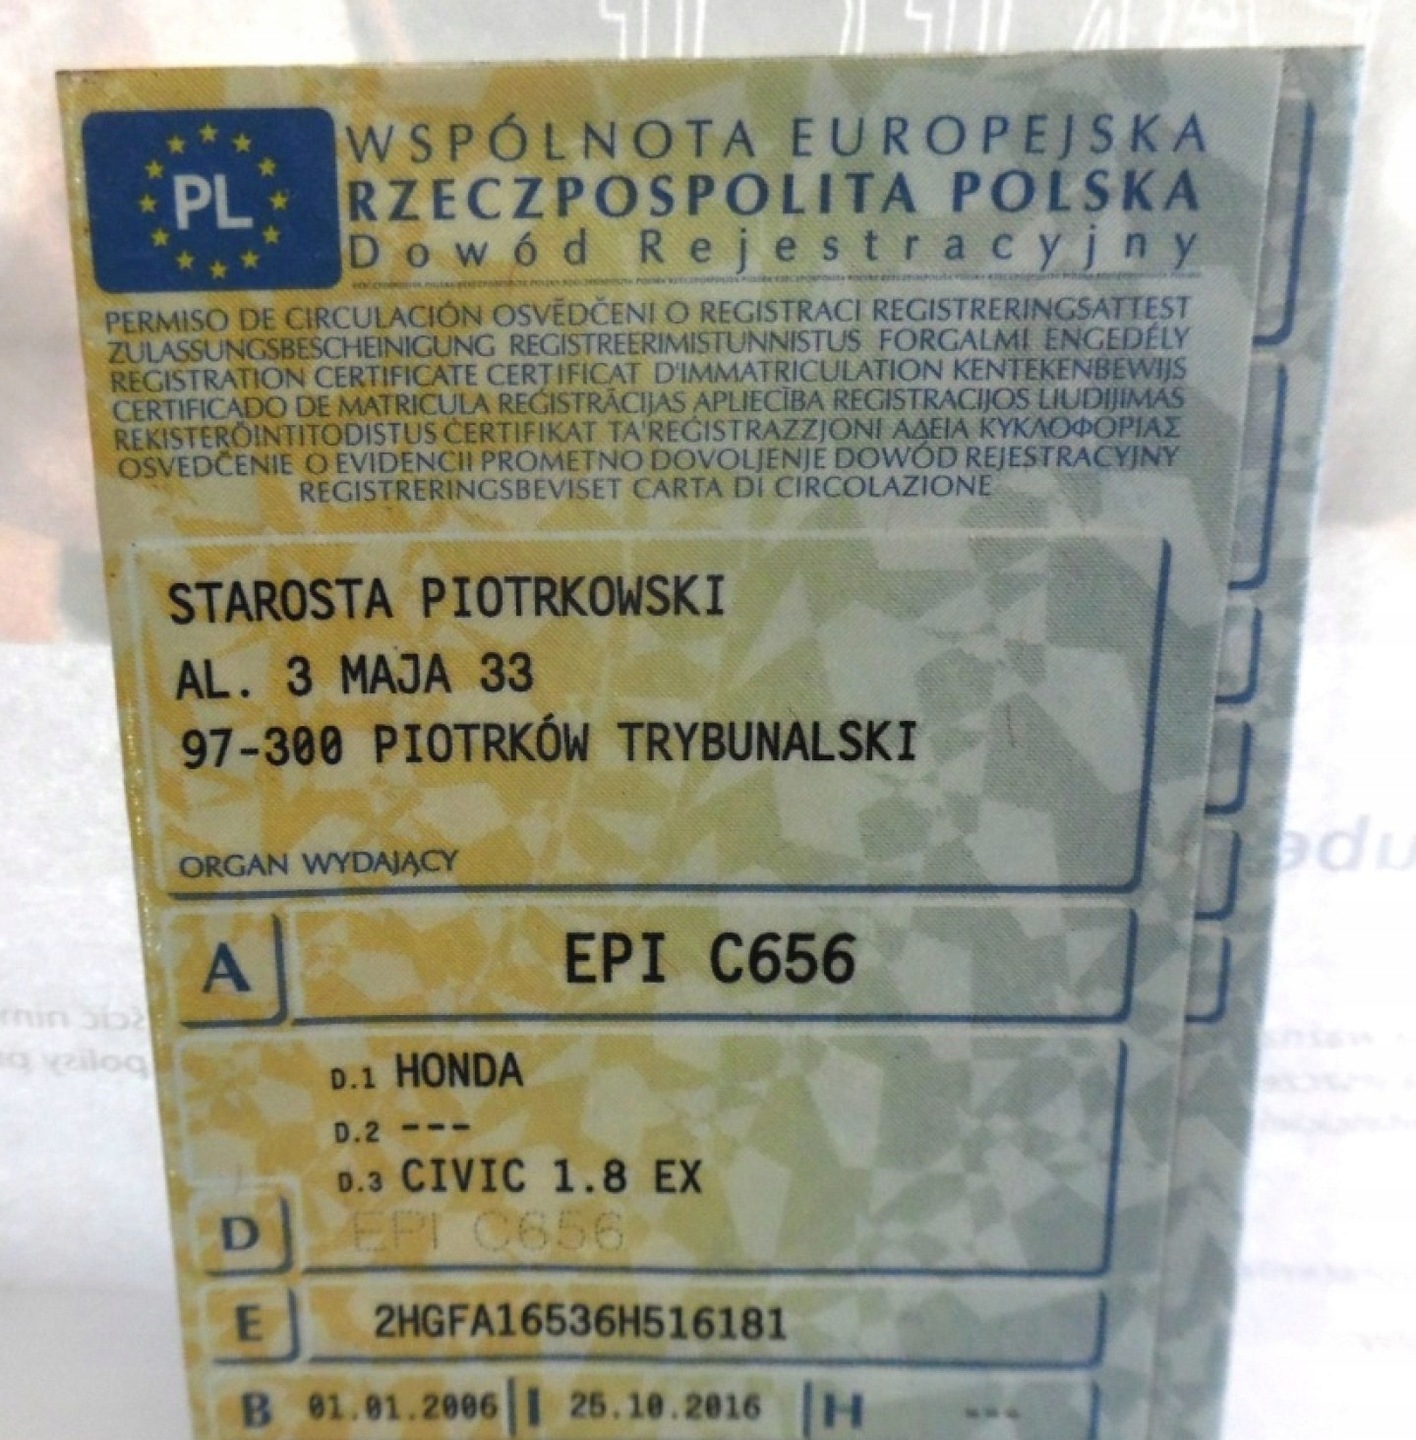 PL
WSPÓLNOTA EUROPEJSKA
RZECZPOSPOLITA POLSKA
Dowód Rejestracyjny
PERMISO DE CIRCULACIÓN OSVĚDČENI O REGISTRACI REGISTRERINGSATTEST
ZULASSUNGSBESCHEINIGUNG REGISTREERIMISTUNNISTUS FORGALMI ENGEDÉLY
REGISTRATION CERTIFICATE CERTIFICAT D'IMMATRICULATION KENTEKENBEWIJS
CERTIFICADO DE MATRICULA REĢISTRĀCIJAS APLIECĪBA REGISTRACIJOS LIUDIJIMAS
REKISTERÖINTITODISTUS ĊERTIFIKAT TA'REĠISTRAZZJONI ΑΔΕΙΑ ΚΥΚΛΟΦΟΡΙΑΣ
OSVEDČENIE O EVIDENCII PROMETNO DOVOLJENJE DOWÓD REJESTRACYJNY
REGISTRERINGSBEVISET CARTA DI CIRCOLAZIONE
STAROSTA PIOTRKOWSKI
AL. 3 MAJA 33
97-300 PIOTRKÓW TRYBUNALSKI
ORGAN WYDAJĄCY
A EPI C656
D.1 HONDA
D.2 ---
D.3 CIVIC 1.8 EX
D EPI C656
E 2HGFA16536H516181
B 01.01.2006 I 25.10.2016 H ---